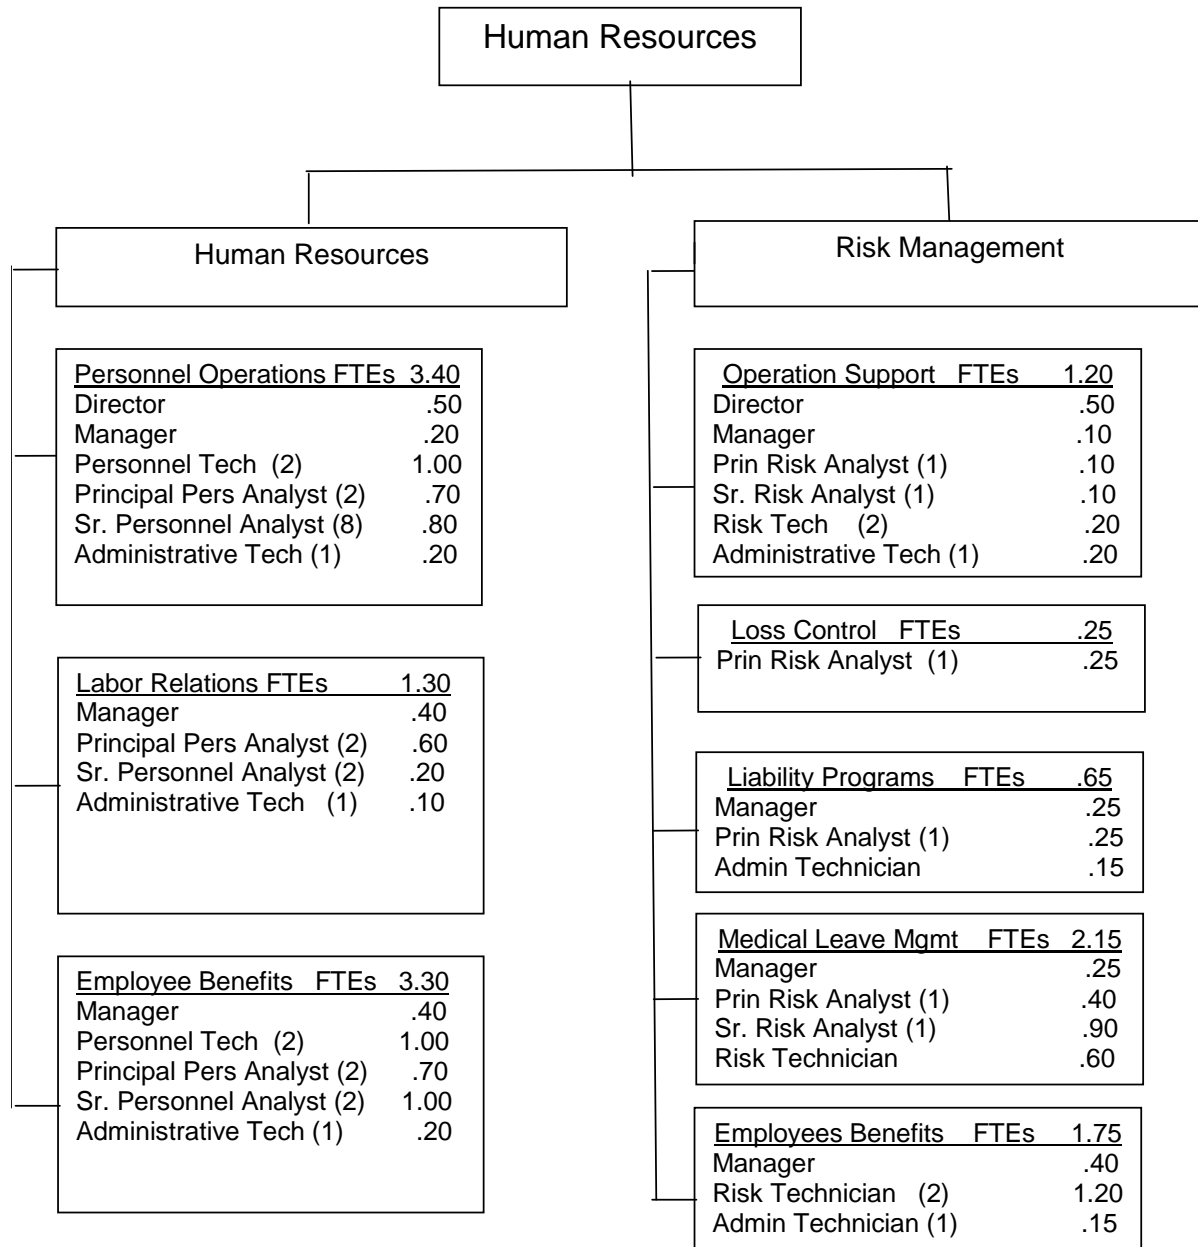 Human Resources
Human Resources
Personnel Operations FTEs 3.40
Director .50
Manager .20
Personnel Tech (2) 1.00
Principal Pers Analyst (2) .70
Sr. Personnel Analyst (8) .80
Administrative Tech (1) .20
Labor Relations FTEs 1.30
Manager .40
Principal Pers Analyst (2) .60
Sr. Personnel Analyst (2) .20
Administrative Tech (1) .10
Employee Benefits FTEs 3.30
Manager .40
Personnel Tech (2) 1.00
Principal Pers Analyst (2) .70
Sr. Personnel Analyst (2) 1.00
Administrative Tech (1) .20
Risk Management
Operation Support FTEs 1.20
Director .50
Manager .10
Prin Risk Analyst (1) .10
Sr. Risk Analyst (1) .10
Risk Tech (2) .20
Administrative Tech (1) .20
Loss Control FTEs .25
Prin Risk Analyst (1) .25
Liability Programs FTEs .65
Manager .25
Prin Risk Analyst (1) .25
Admin Technician .15
Medical Leave Mgmt FTEs 2.15
Manager .25
Prin Risk Analyst (1) .40
Sr. Risk Analyst (1) .90
Risk Technician .60
Employees Benefits FTEs 1.75
Manager .40
Risk Technician (2) 1.20
Admin Technician (1) .15